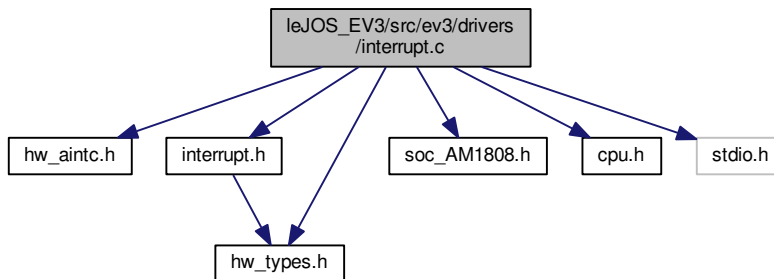 leJOS_EV3/src/ev3/drivers
/interrupt.c
hw_aintc.h
interrupt.h
soc_AM1808.h
cpu.h
stdio.h
hw_types.h